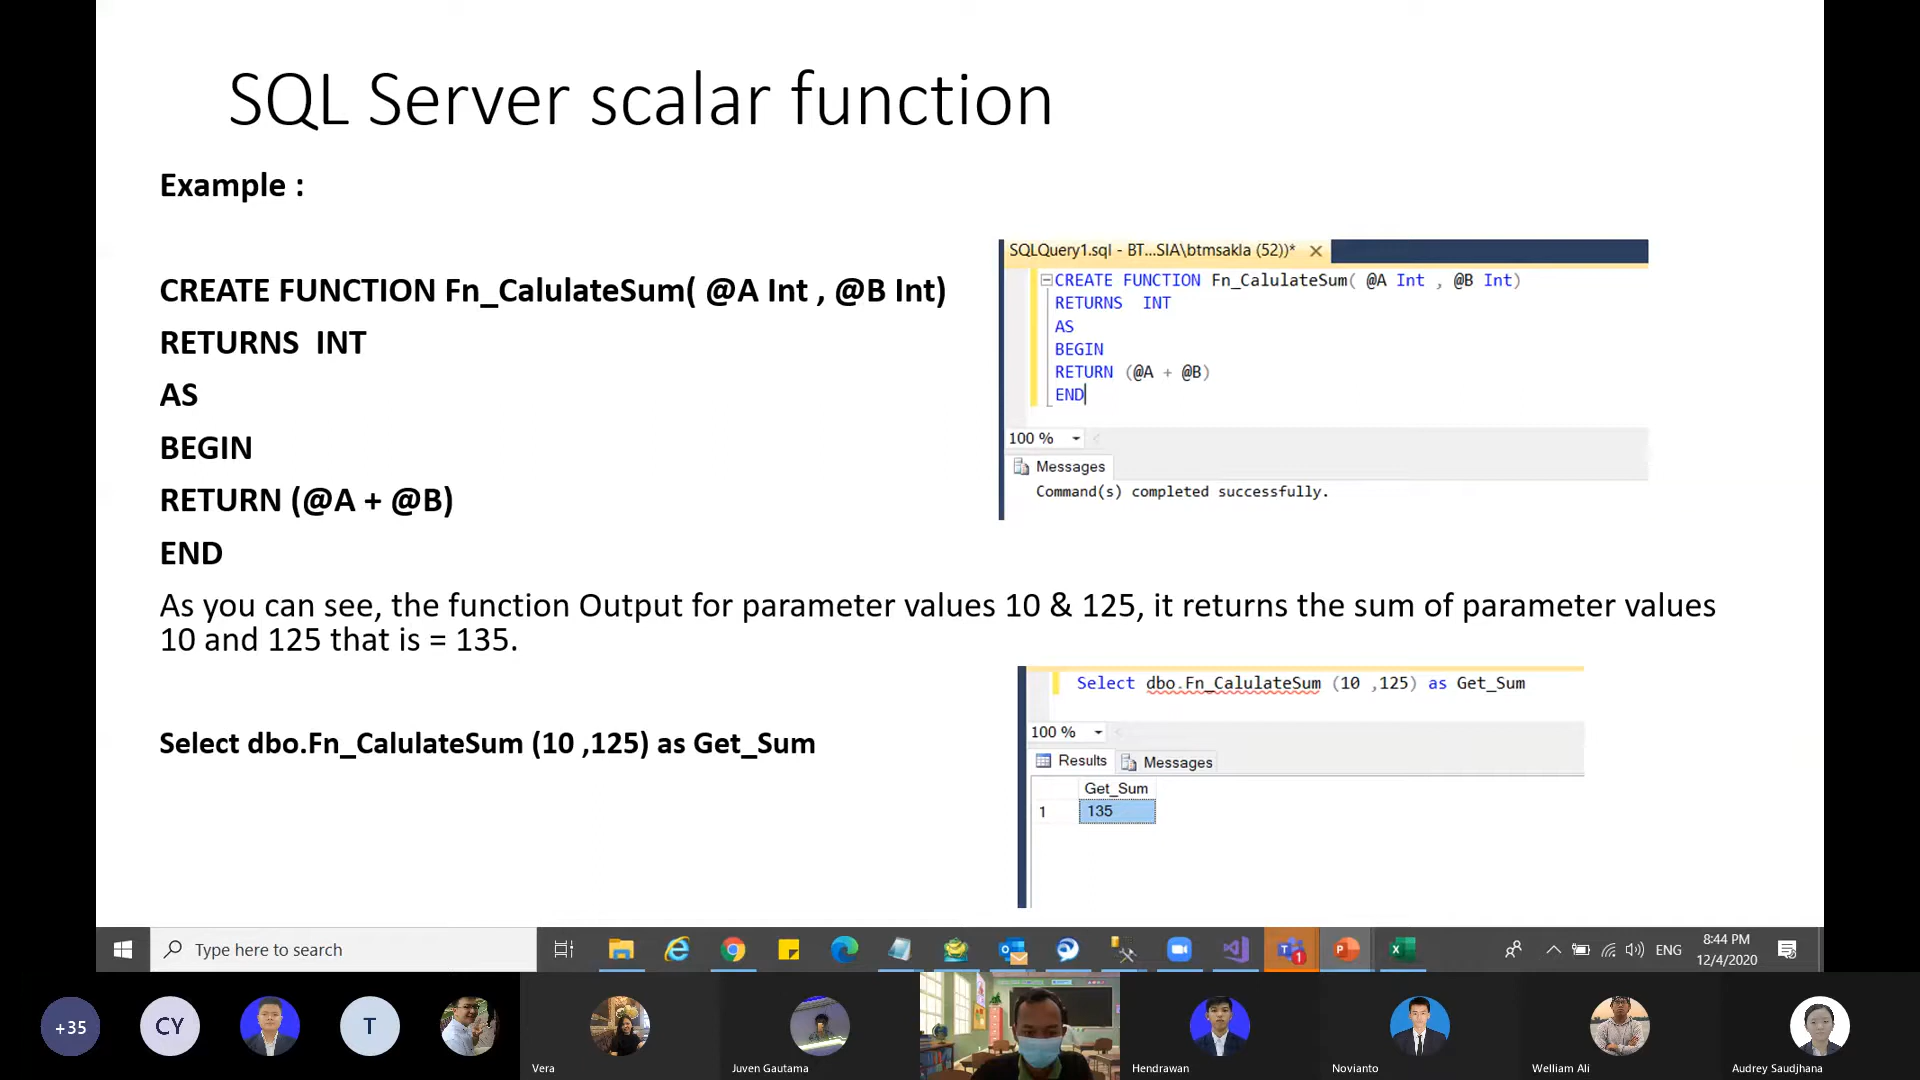 SQL Server scalar function
Example :
CREATE FUNCTION Fn_CalulateSum( @A Int , @B Int)
RETURNS  INT
AS
BEGIN
RETURN (@A + @B)
END
As you can see, the function Output for parameter values 10 & 125, it returns the sum of parameter values
10 and 125 that is = 135.
Select dbo.Fn_CalulateSum (10 ,125) as Get_Sum
SQLQuery1.sql - BT...SIA\btmsakla (52))*
CREATE FUNCTION Fn_CalulateSum( @A Int , @B Int)
RETURNS  INT
AS
BEGIN
RETURN (@A + @B)
END
100 %
Messages
Command(s) completed successfully.
Select dbo.Fn_CalulateSum (10 ,125) as Get_Sum
100 %
Results Messages
Get_Sum
1 135
Type here to search
1
ENG
8:44 PM
12/4/2020
+35
CY
T
Vera
Juven Gautama
Hendrawan
Novianto
Welliam Ali
Audrey Saudjhana